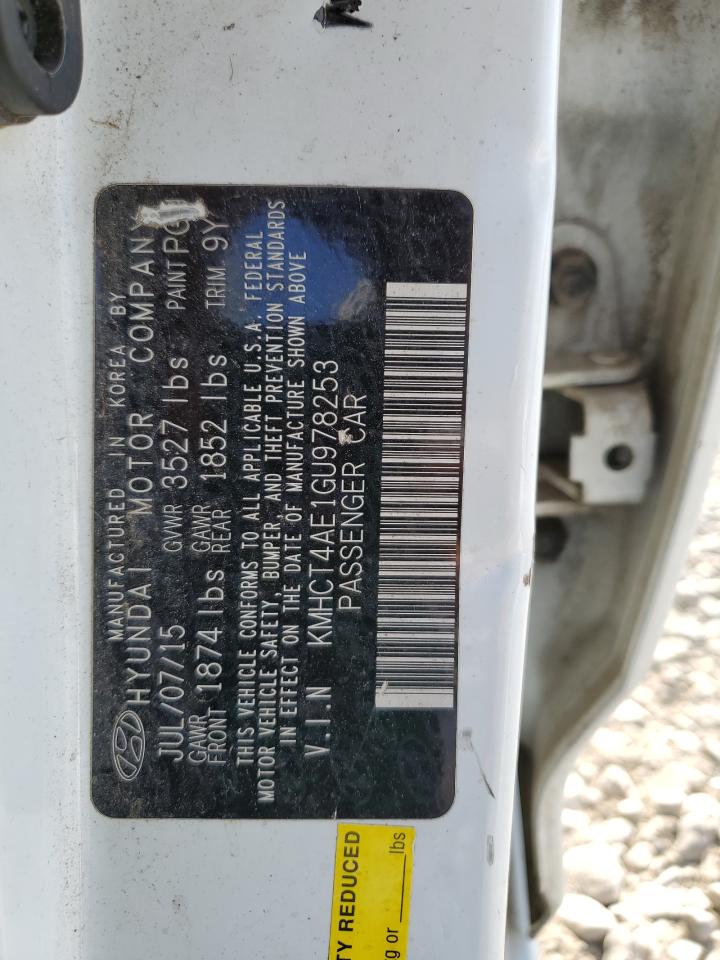 MANUFACTURED IN KOREA BY
HYUNDAI MOTOR COMPANY
JUL/07/15 GVWR 3527 lbs PAINT
GAWR FRONT 1874 lbs GAWR REAR 1852 lbs TRIM 9Y
THIS VEHICLE CONFORMS TO ALL APPLICABLE U.S.A. FEDERAL
MOTOR VEHICLE SAFETY, BUMPER, AND THEFT PREVENTION STANDARDS
IN EFFECT ON THE DATE OF MANUFACTURE SHOWN ABOVE
V.I.N KMHCT4AE1GU978253
PASSENGER CAR
REDUCED
or ____ lbs